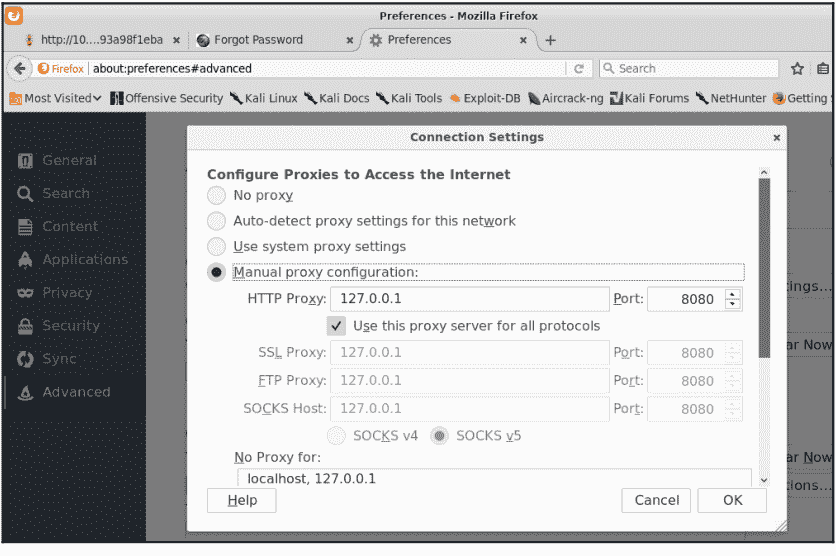 Preferences - Mozilla Firefox
http://10....93a98f1eba × Forgot Password × Preferences × +
Firefox about:preferences#advanced Search
Most Visited Offensive Security Kali Linux Kali Docs Kali Tools Exploit-DB Aircrack-ng Kali Forums NetHunter Getting
Connection Settings ×
Configure Proxies to Access the Internet
General
No proxy
Search
Auto-detect proxy settings for this network
Content
Use system proxy settings
Applications
Manual proxy configuration:
ings...
Privacy
HTTP Proxy: 127.0.0.1 Port: 8080
Security
Use this proxy server for all protocols
ar Now
Sync
SSL Proxy: 127.0.0.1 Port: 8080
FTP Proxy: 127.0.0.1 Port: 8080
Advanced
SOCKS Host: 127.0.0.1 Port: 8080
SOCKS v4 SOCKS v5
No Proxy for:
ar Now
localhost, 127.0.0.1
ions...
Help Cancel OK